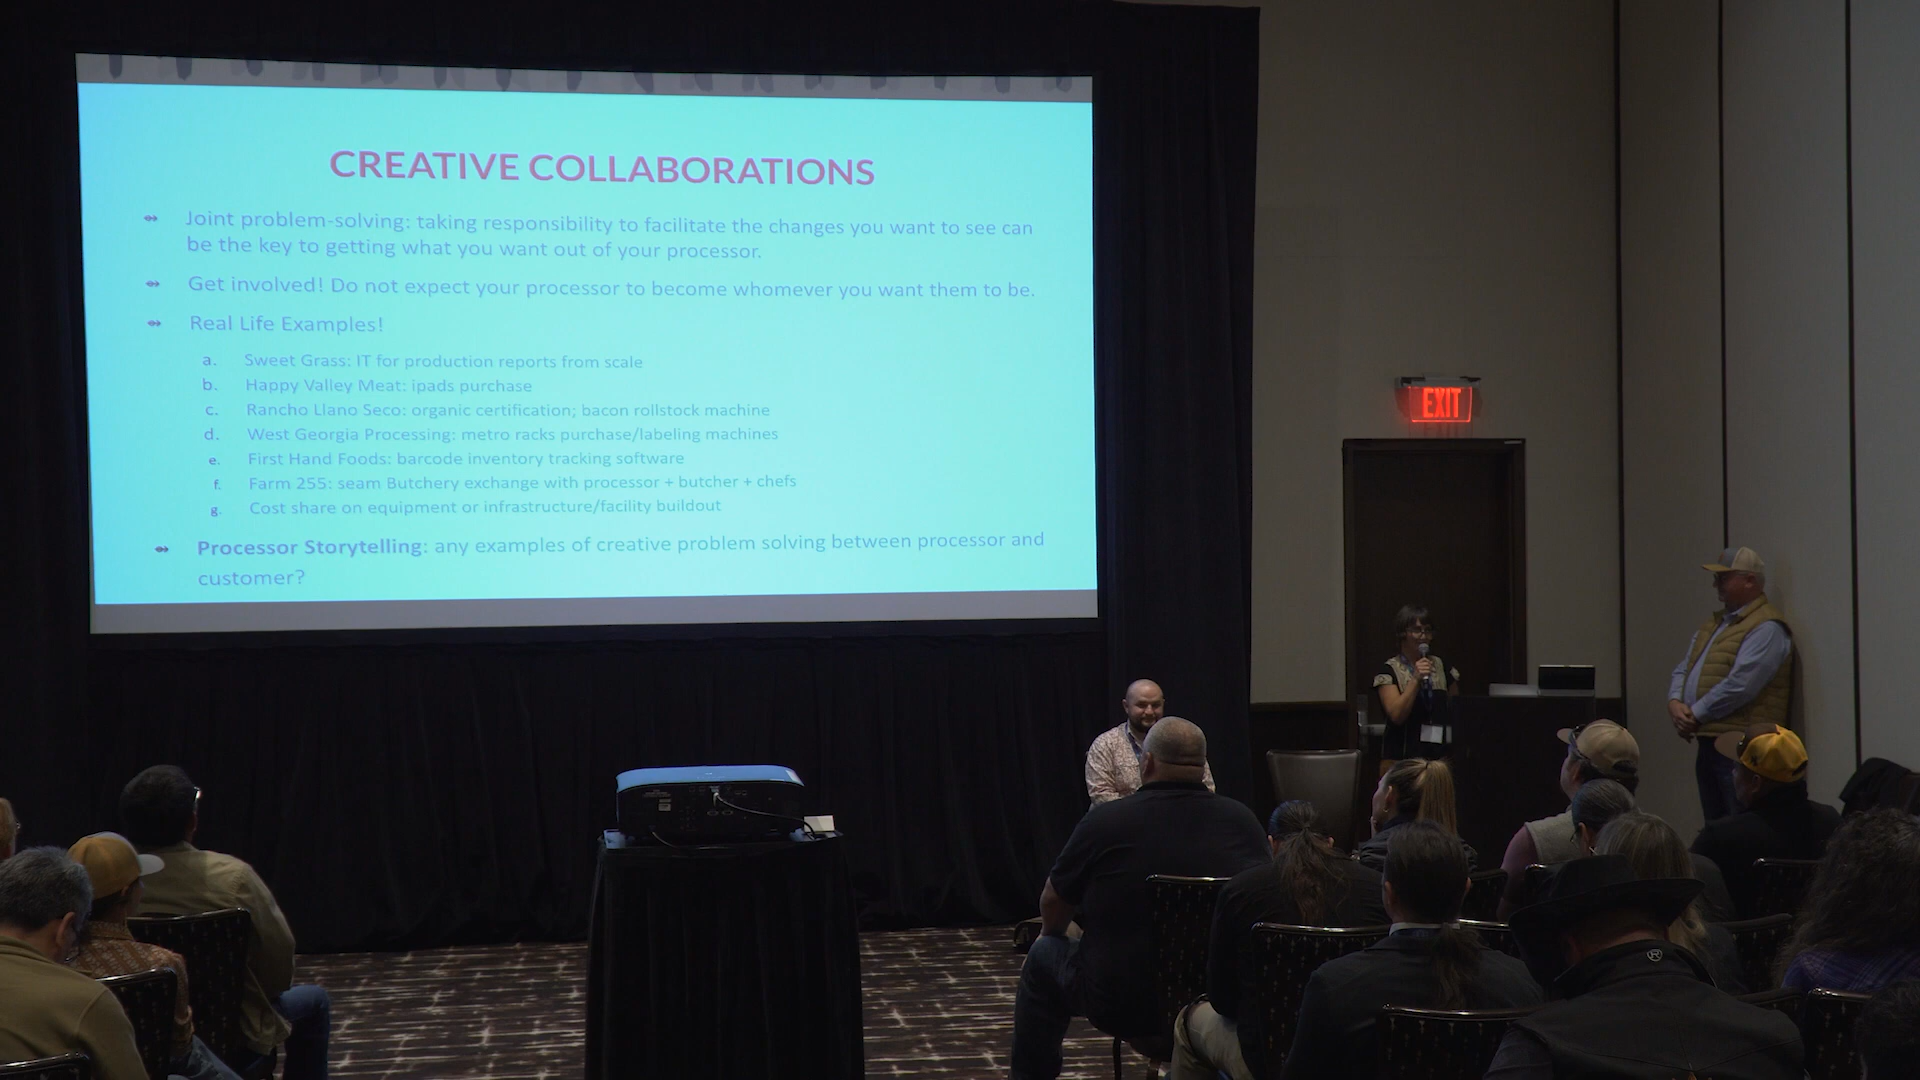 CREATIVE COLLABORATIONS
Joint problem-solving: taking responsibility to facilitate the changes you want to see can
be the key to getting what you want out of your processor.
Get involved! Do not expect your processor to become whomever you want them to be.
Real Life Examples!
a. Sweet Grass: IT for production reports from scale
b. Happy Valley Meat: ipads purchase
c. Rancho Llano Seco: organic certification; bacon rollstock machine
d. West Georgia Processing: metro racks purchase/labeling machines
e. First Hand Foods: barcode inventory tracking software
f. Farm 255: seam Butchery exchange with processor + butcher + chefs
g. Cost share on equipment or infrastructure/facility buildout
Processor Storytelling: any examples of creative problem solving between processor and
customer?
EXIT